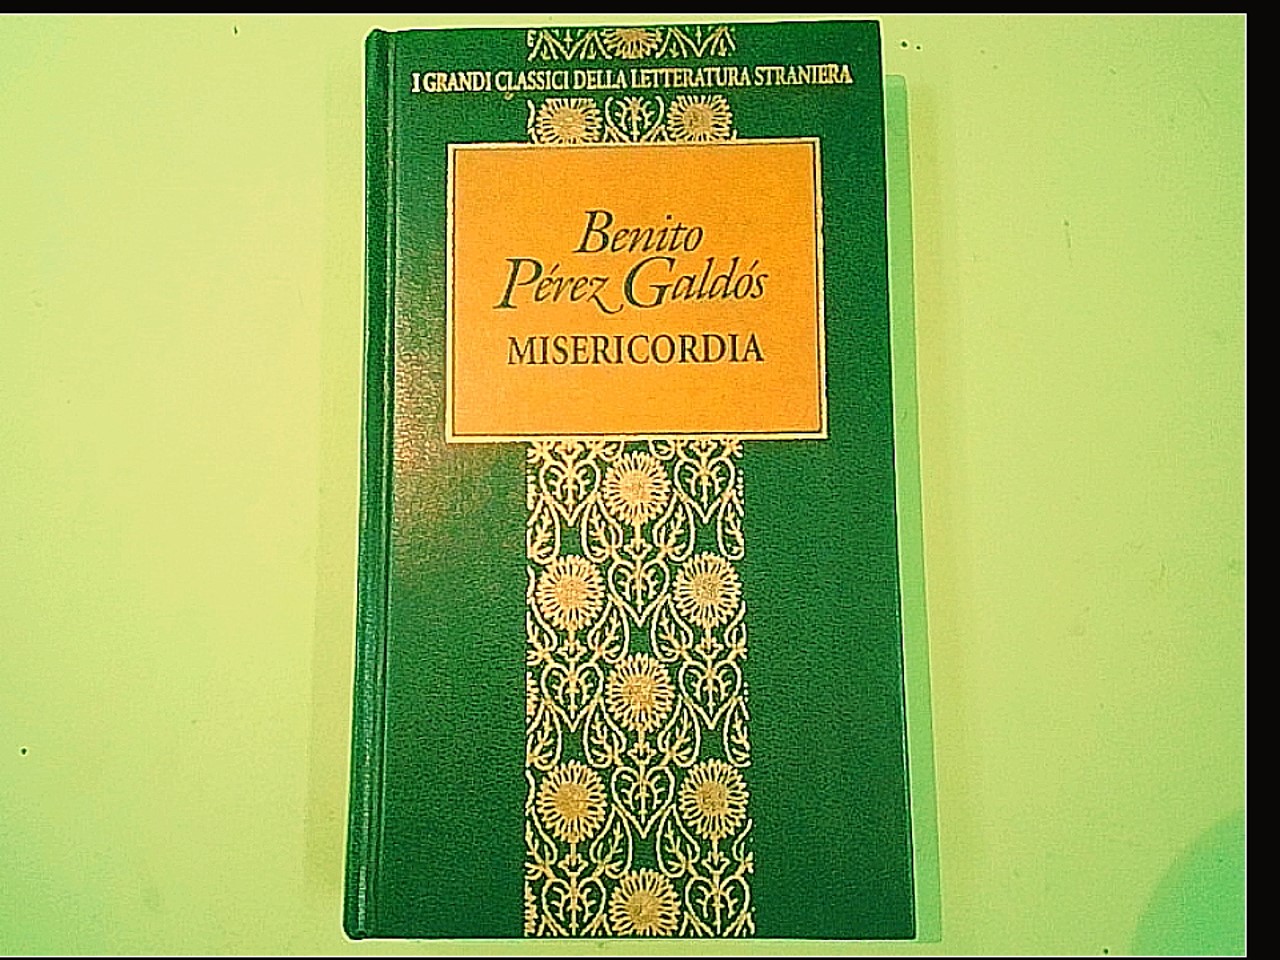 I GRANDI CLASSICI DELLA LETTERATURA STRANIERA
Benito
Pérez Galdós
MISERICORDIA